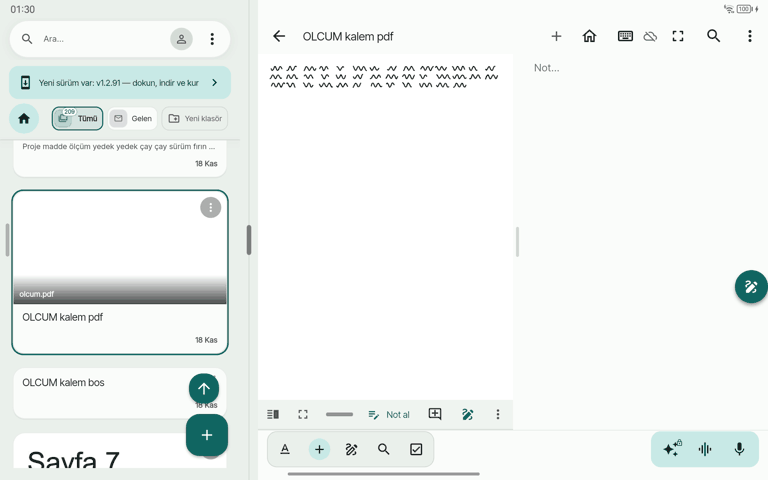 01:30
100
Ara...
Yeni sürüm var: v1.2.91 — dokun, indir ve kur
209
Tümü
Gelen
Yeni klasör
Proje madde ölçüm yedek yedek çay çay sürüm fırın ...
18 Kas
olcum.pdf
OLCUM kalem pdf
18 Kas
OLCUM kalem bos
18 Kas
Sayfa 7
OLCUM kalem pdf
Not...
Not al